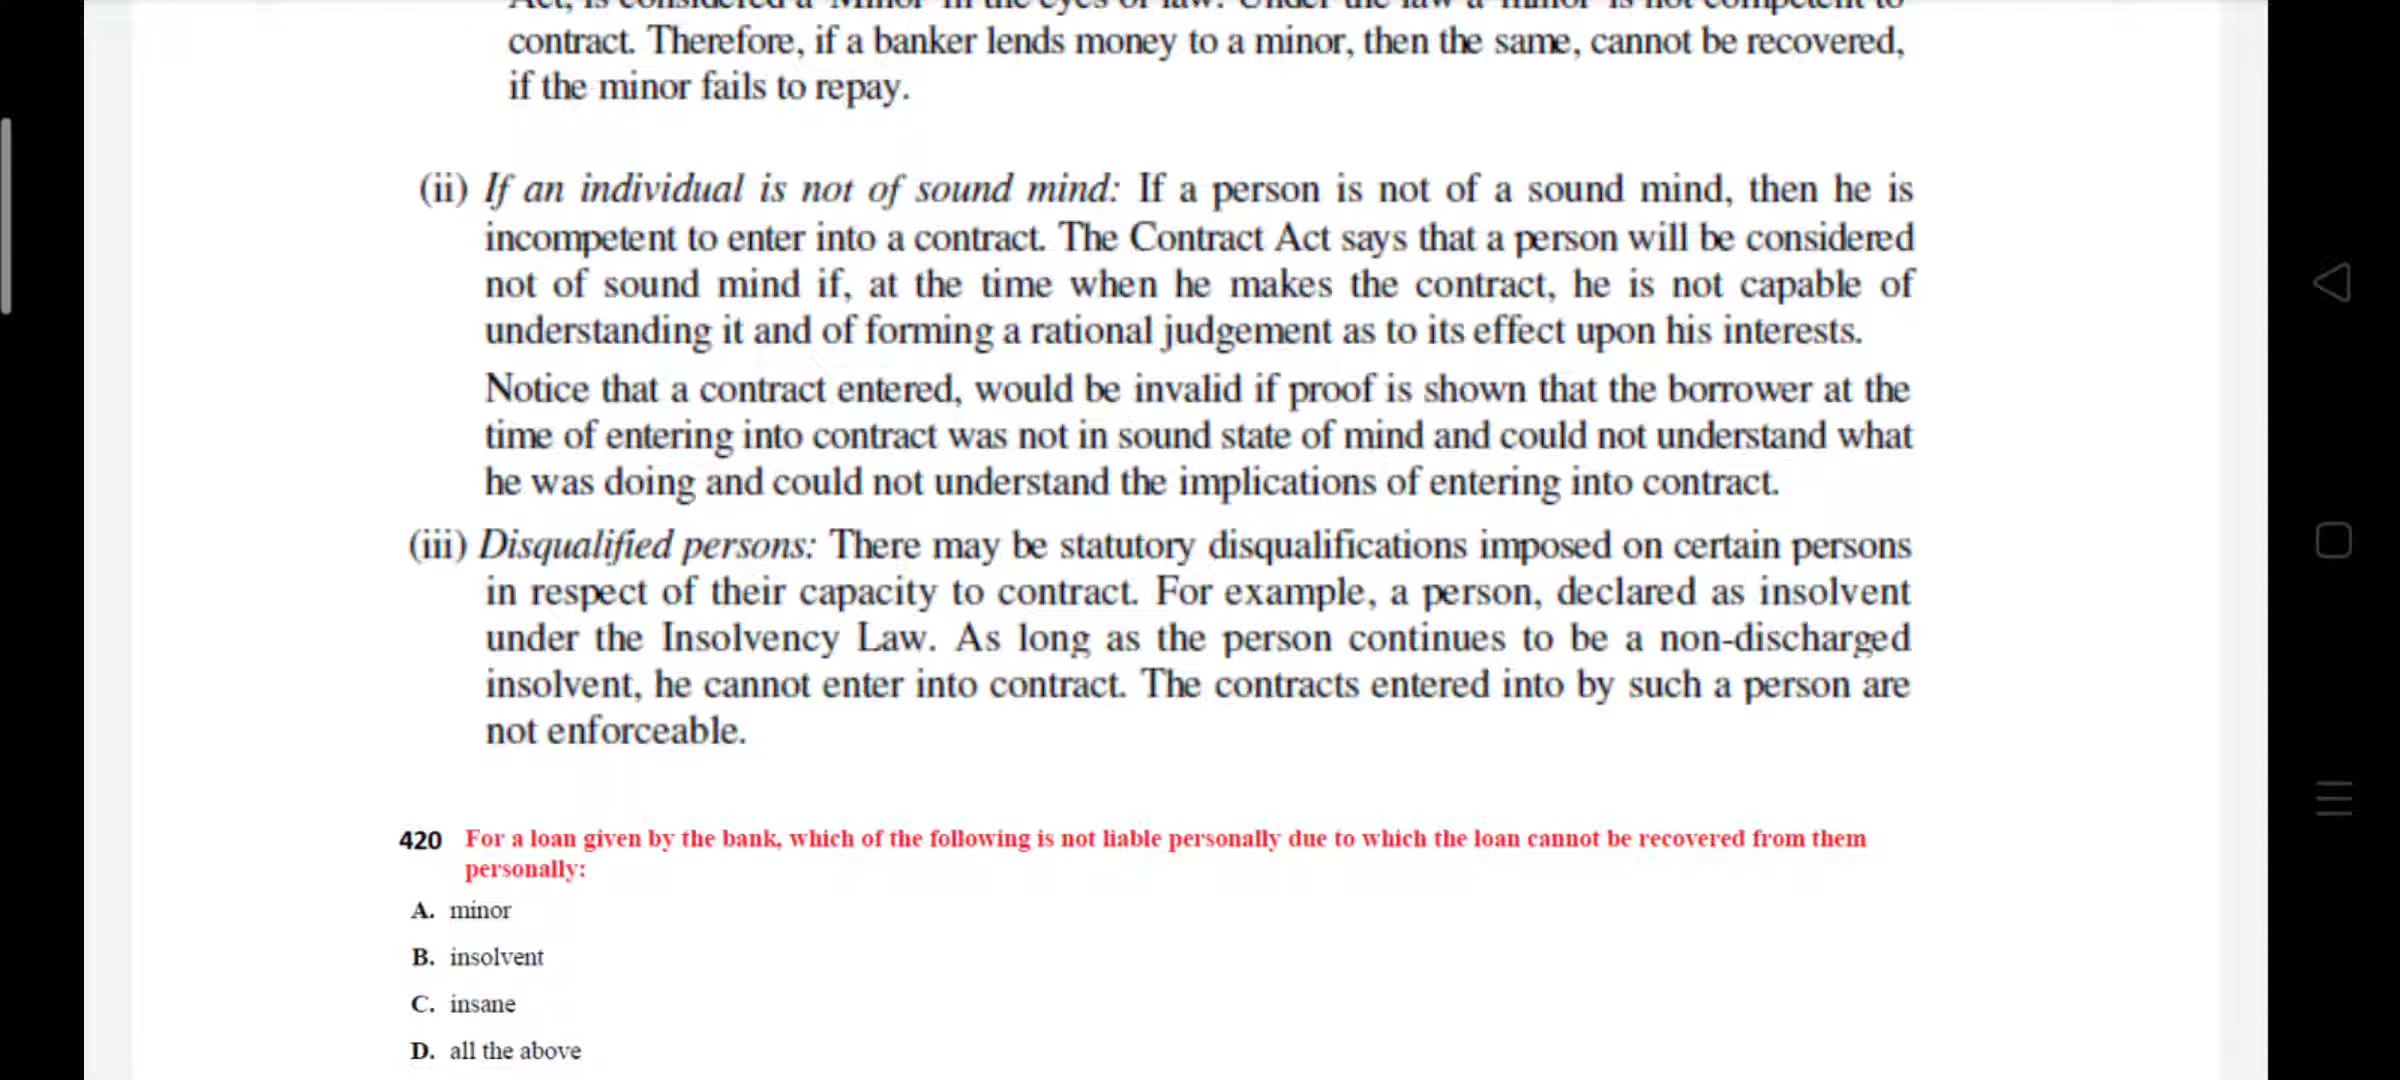 contract. Therefore, if a banker lends money to a minor, then the same, cannot be recovered,
if the minor fails to repay.
(ii) If an individual is not of sound mind: If a person is not of a sound mind, then he is
incompetent to enter into a contract. The Contract Act says that a person will be considered
not of sound mind if, at the time when he makes the contract, he is not capable of
understanding it and of forming a rational judgement as to its effect upon his interests.
Notice that a contract entered, would be invalid if proof is shown that the borrower at the
time of entering into contract was not in sound state of mind and could not understand what
he was doing and could not understand the implications of entering into contract.
(iii) Disqualified persons: There may be statutory disqualifications imposed on certain persons
in respect of their capacity to contract. For example, a person, declared as insolvent
under the Insolvency Law. As long as the person continues to be a non-discharged
insolvent, he cannot enter into contract. The contracts entered into by such a person are
not enforceable.
420 For a loan given by the bank, which of the following is not liable personally due to which the loan cannot be recovered from them
personally:
A. minor
B. insolvent
C. insane
D. all the above